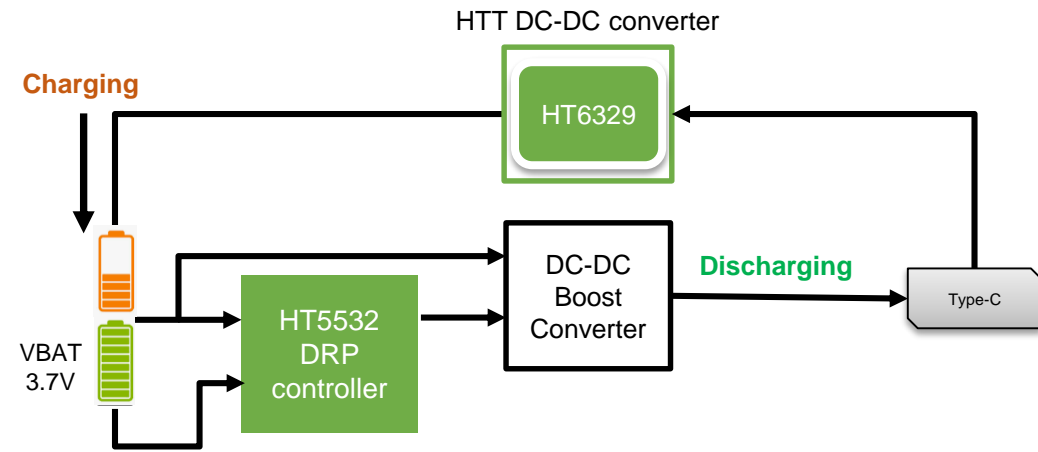 HTT DC-DC converter
Charging
HT6329
DC-DC
Boost
Converter
Discharging
Type-C
HT5532
DRP
controller
VBAT
3.7V